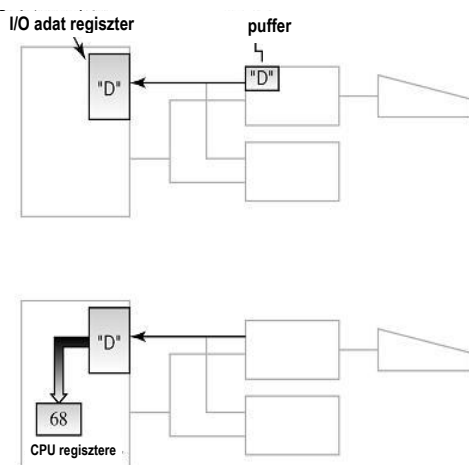 I/O adat regiszter
puffer
"D"
"D"
"D"
68
CPU regisztere